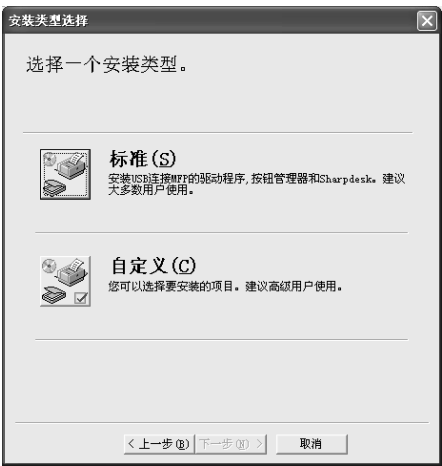 安装类型选择
选择一个安装类型。
标准(S)
安装USB连接MFP的驱动程序,按钮管理器和Sharpdesk。建议
大多数用户使用。
自定义(C)
您可以选择要安装的项目。建议高级用户使用。
<上一步(B) 下一步(N)> 取消